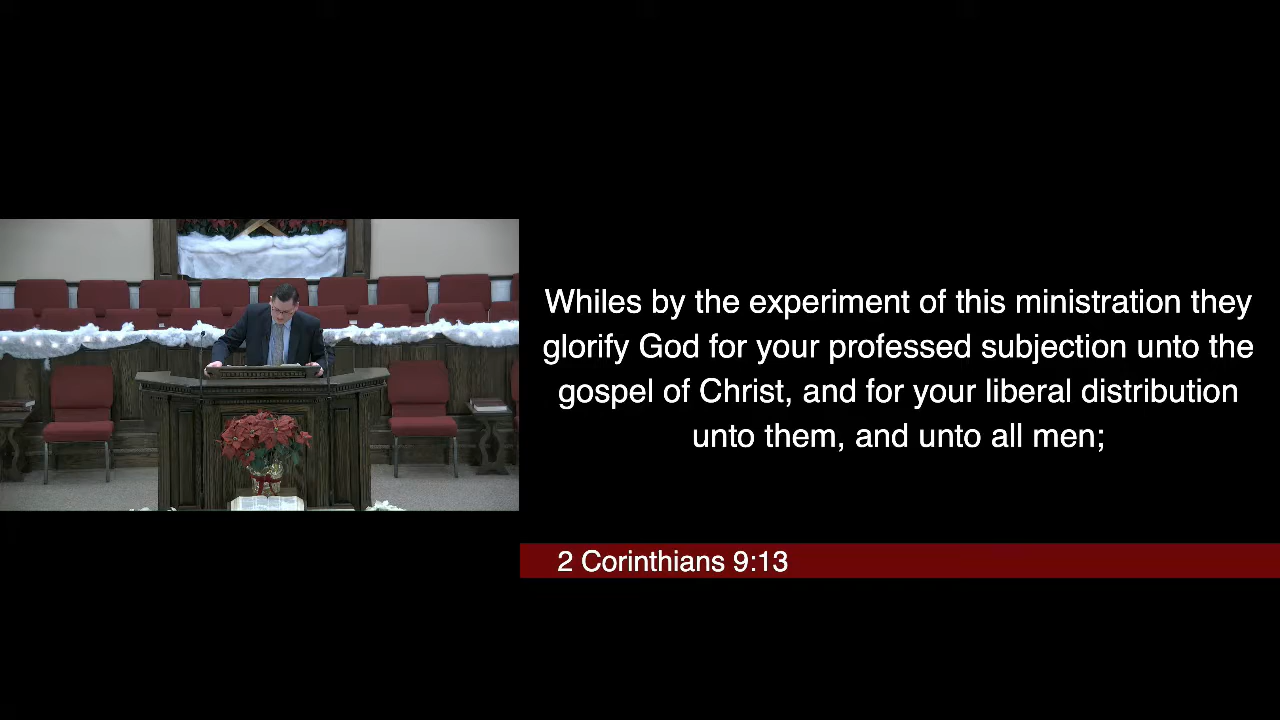 Whiles by the experiment of this ministration they
glorify God for your professed subjection unto the
gospel of Christ, and for your liberal distribution
unto them, and unto all men;
2 Corinthians 9:13